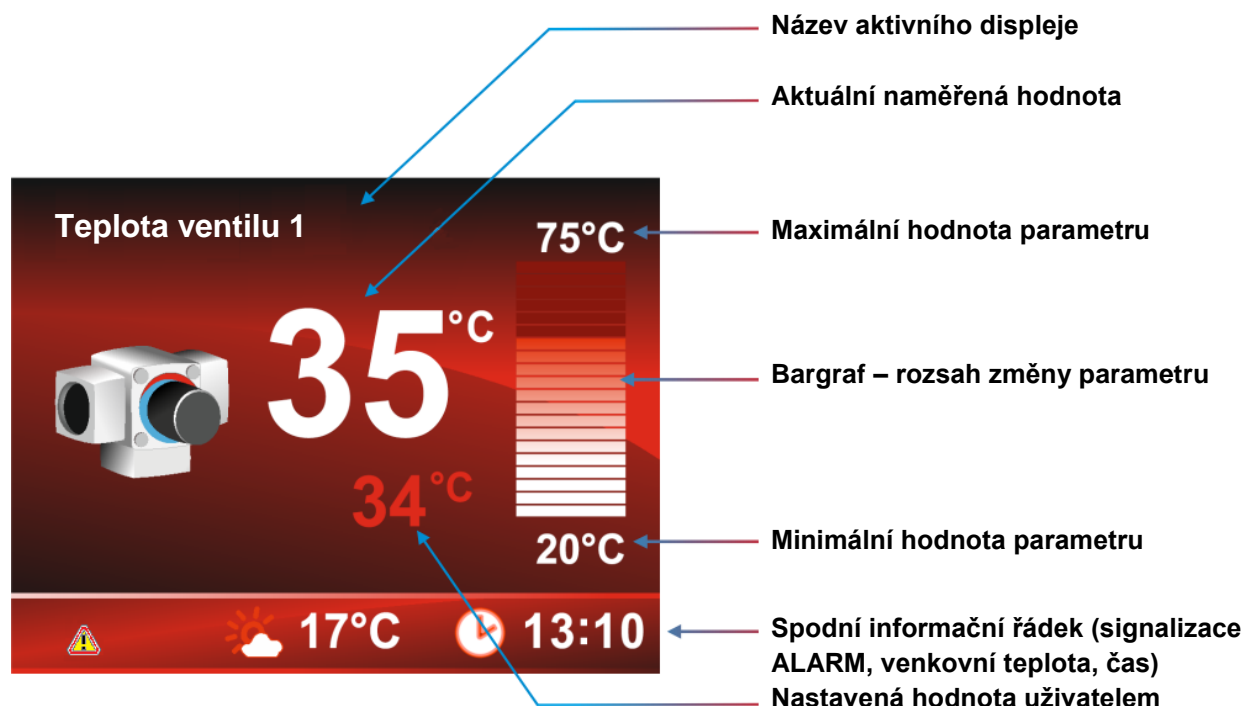 Název aktivního displeje
Aktuální naměřená hodnota
Teplota ventilu 1
75°C
Maximální hodnota parametru
35°C
Bargraf – rozsah změny parametru
34°C
20°C
Minimální hodnota parametru
17°C
13:10
Spodní informační řádek (signalizace
ALARM, venkovní teplota, čas)
Nastavená hodnota uživatelem